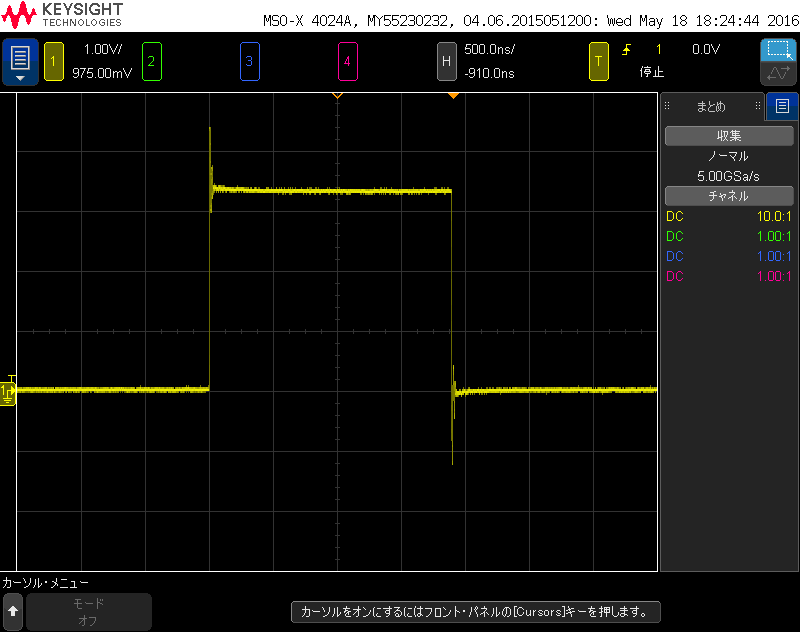 KEYSIGHT
TECHNOLOGIES
MSO-X 4024A, MY55230232, 04.06.2015051200: Wed May 18 18:24:44 2016
1 1.00V/ 2 3 4 H 500.0ns/ T 1 0.0V
975.00mV -910.0ns 停止
まとめ
収集
ノーマル
5.00GSa/s
チャネル
DC 10.0:1
DC 1.00:1
DC 1.00:1
DC 1.00:1
T
1
カーソル・メニュー
モード
オフ
カーソルをオンにするにはフロント・パネルの[Cursors]キーを押します。